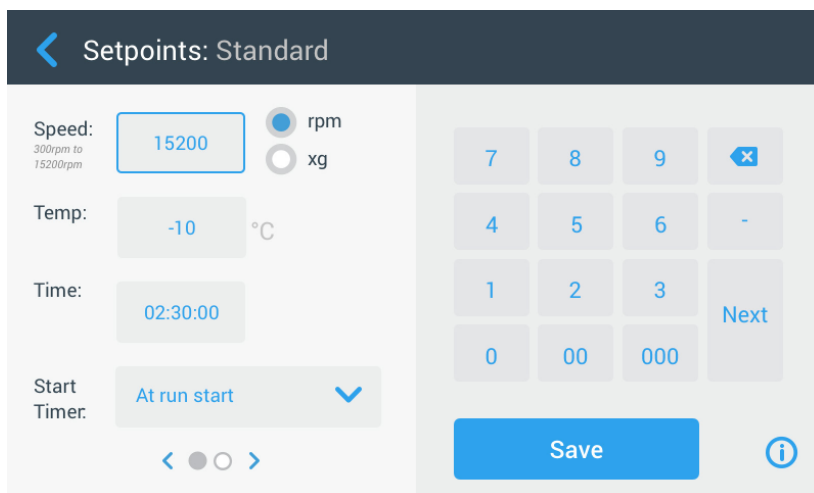 Setpoints: Standard
Speed:
300rpm to
15200rpm
15200
rpm
xg
Temp:
-10
°C
Time:
02:30:00
Start
Timer:
At run start
7 8 9
4 5 6 -
1 2 3
Next
0 00 000
Save